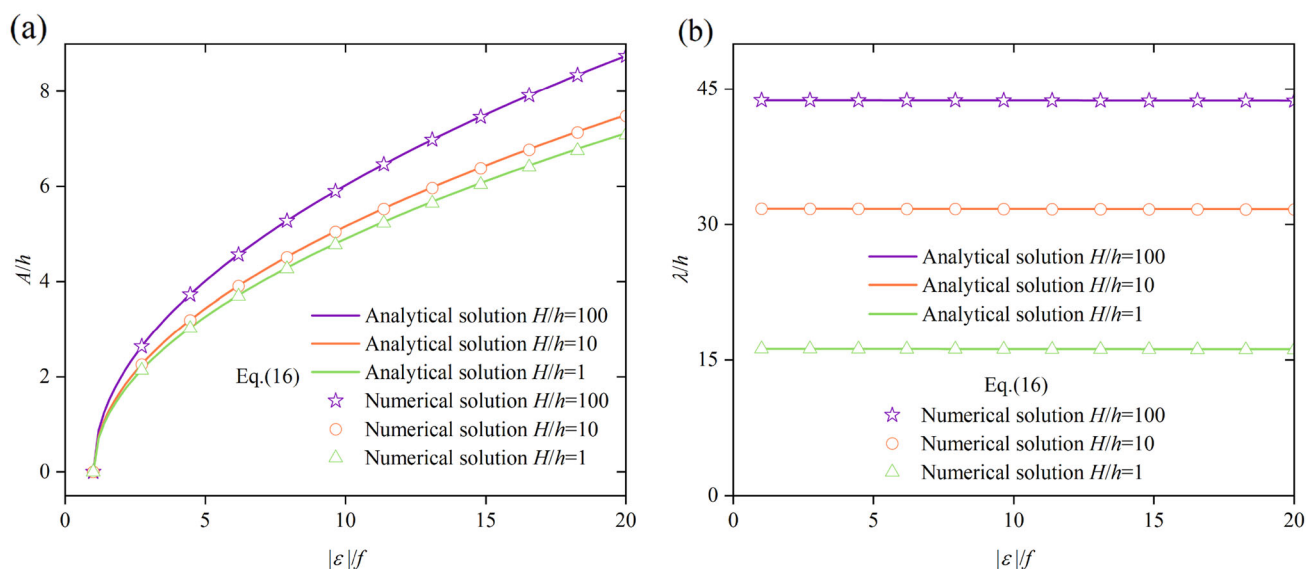 (a)
A/h
8
6
4
2
0
0 5 10 15 20
|ε|/f
Analytical solution H/h=100
Analytical solution H/h=10
Analytical solution H/h=1
Eq.(16)
Numerical solution H/h=100
Numerical solution H/h=10
Numerical solution H/h=1
(b)
λ/h
45
30
15
0
0 5 10 15 20
|ε|/f
Analytical solution H/h=100
Analytical solution H/h=10
Analytical solution H/h=1
Eq.(16)
Numerical solution H/h=100
Numerical solution H/h=10
Numerical solution H/h=1